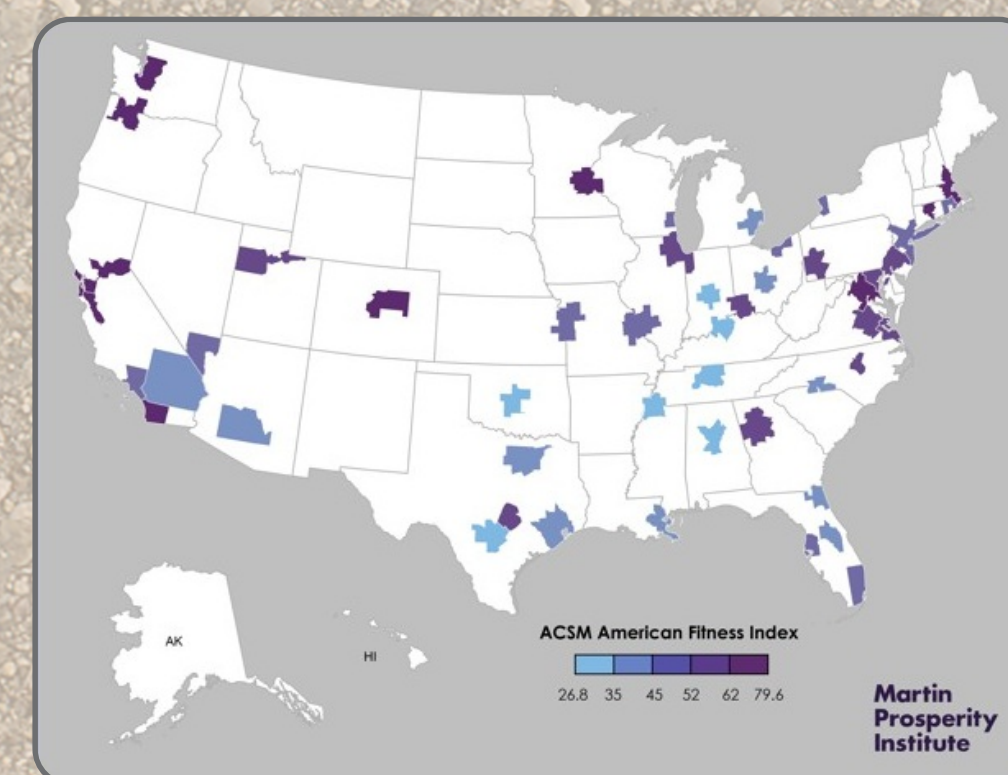 AK
HI
ACSM American Fitness Index
26.8 35 45 52 62 79.6
Martin
Prosperity
Institute